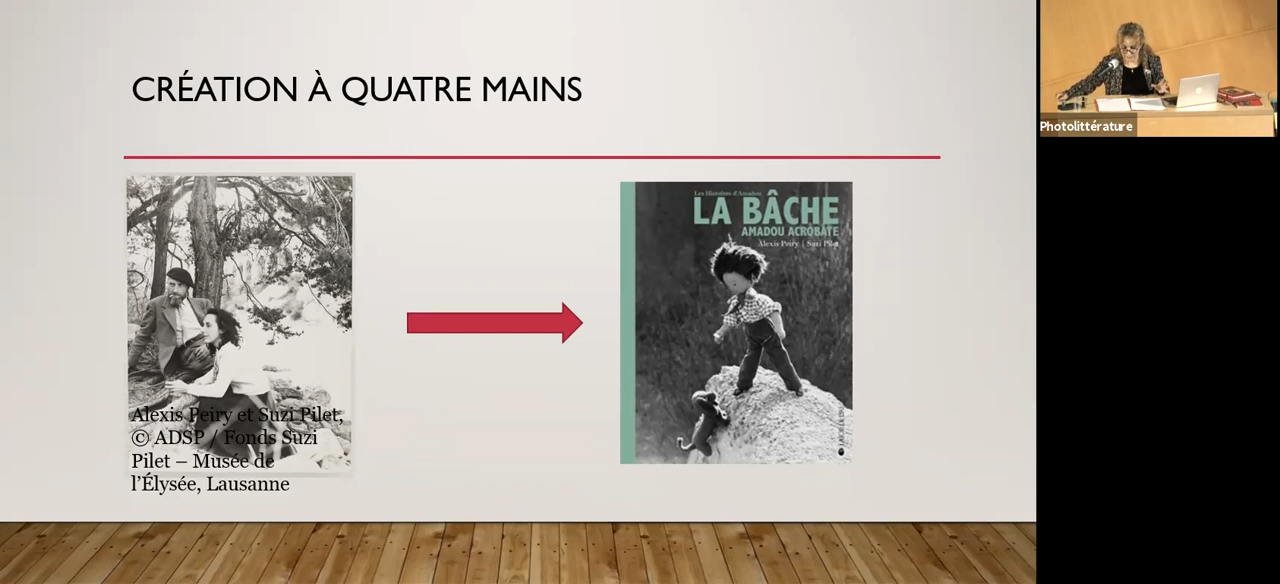 CRÉATION À QUATRE MAINS
Alexis Peiry et Suzi Pilet,
© ADSP / Fonds Suzi
Pilet – Musée de
l’Élysée, Lausanne
Les Histoires d'Amadou
LA BÂCHE
AMADOU ACROBATE
Alexis Peiry | Suzi Pilet
Photolittérature